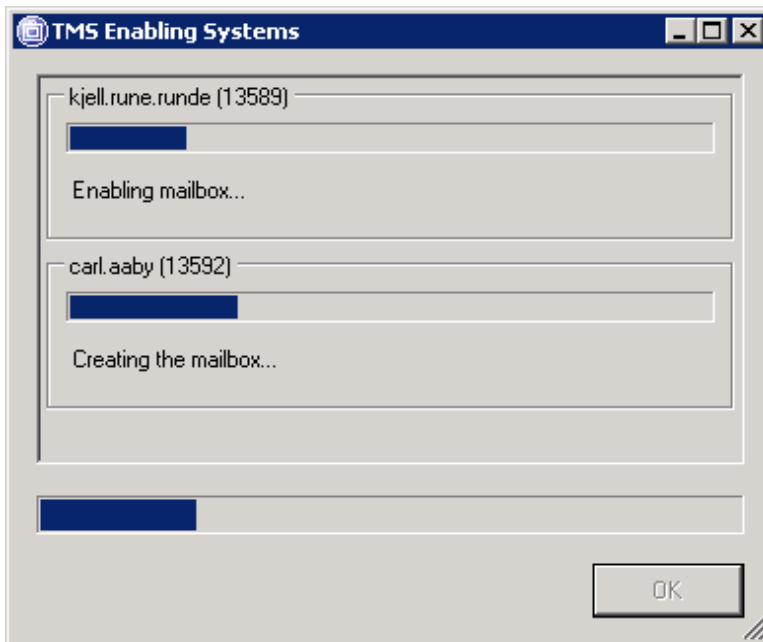 TMS Enabling Systems
kjell.rune.runde (13589)
Enabling mailbox...
carl.aaby (13592)
Creating the mailbox...
OK